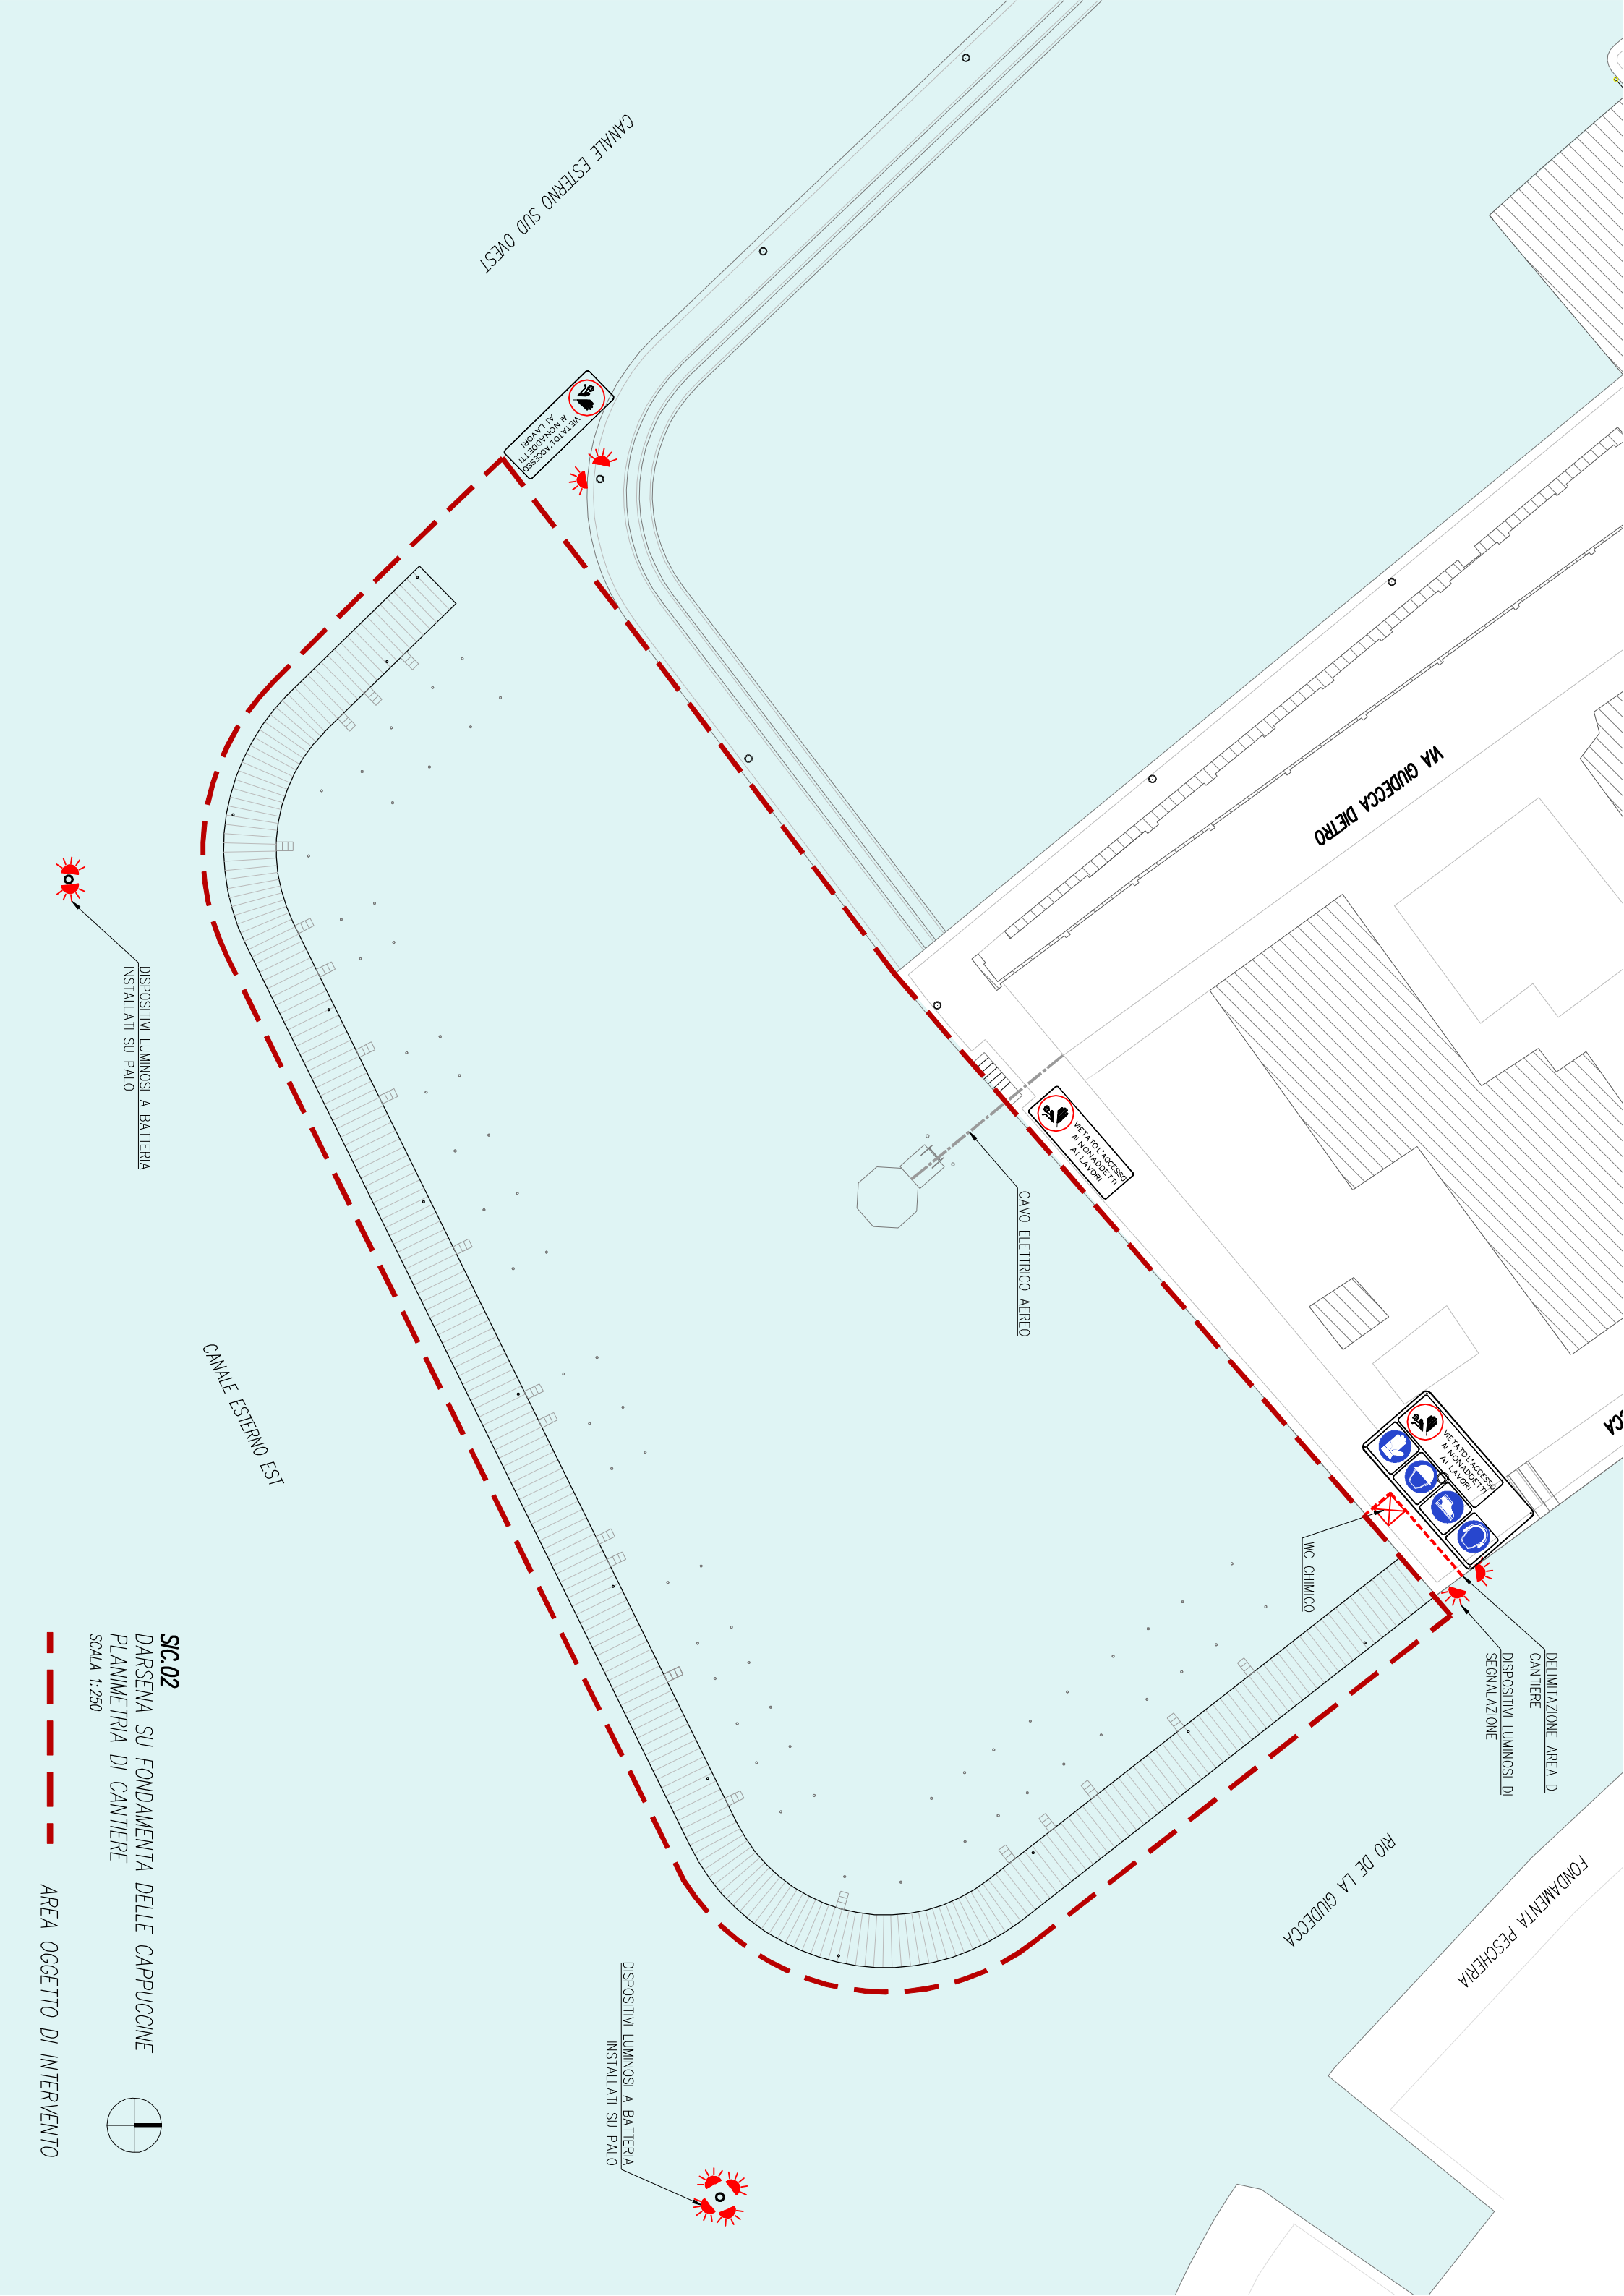 CANALE ESTERNO SUD OVEST
VIETATO L'ACCESSO
AI NON ADDETTI
AI LAVORI
VIA GIUDECCA DIETRO
DISPOSITIVI LUMINOSI A BATTERIA
INSTALLATI SU PALO
VIETATO L'ACCESSO
AI NON ADDETTI
AI LAVORI
CAVO ELETTRICO AEREO
CANALE ESTERNO EST
VIETATO L'ACCESSO
AI NON ADDETTI
AI LAVORI
CCA
WC CHIMICO
DELIMITAZIONE AREA DI
CANTIERE
DISPOSITIVI LUMINOSI DI
SEGNALAZIONE
RIO DE LA GIUDECCA
FONDAMENTA PESCHERIA
DISPOSITIVI LUMINOSI A BATTERIA
INSTALLATI SU PALO
SIC.02
DARSENA SU FONDAMENTA DELLE CAPPUCCINE
PLANIMETRIA DI CANTIERE
SCALA 1:250
AREA OGGETTO DI INTERVENTO